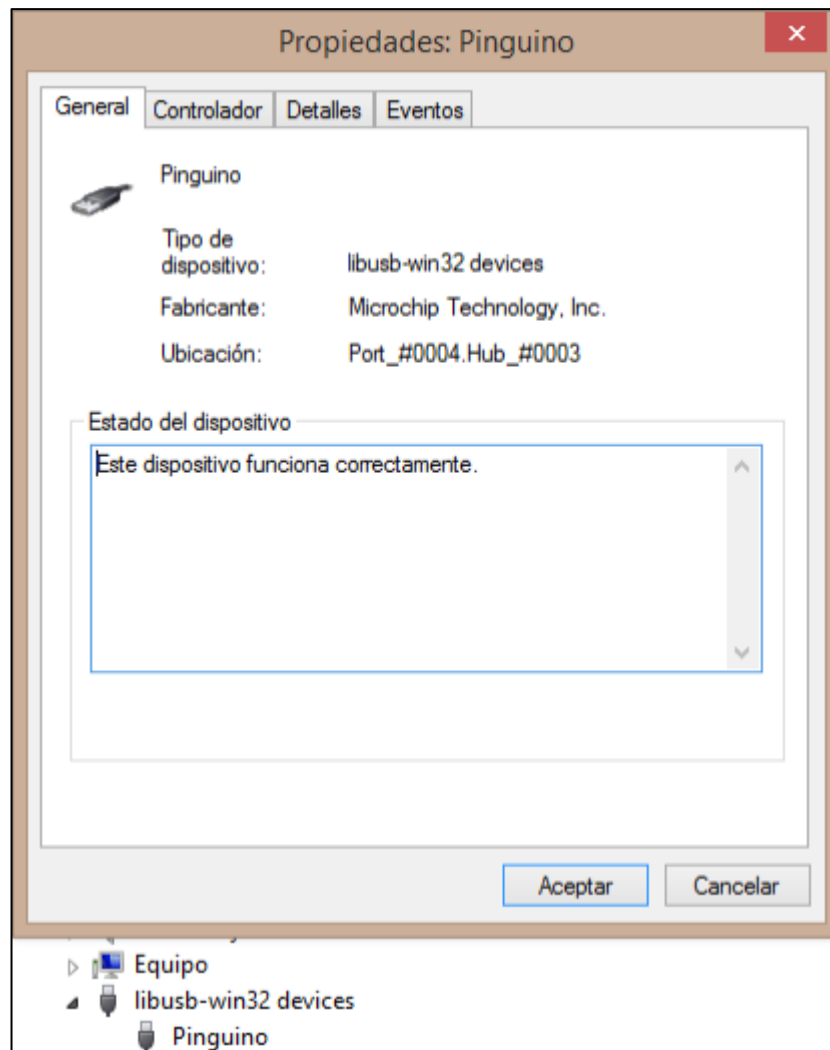 Propiedades: Pinguino
General Controlador Detalles Eventos
Pinguino
Tipo de
dispositivo: libusb-win32 devices
Fabricante: Microchip Technology, Inc.
Ubicación: Port_#0004.Hub_#0003
Estado del dispositivo
Este dispositivo funciona correctamente.
Aceptar Cancelar
Equipo
libusb-win32 devices
Pinguino